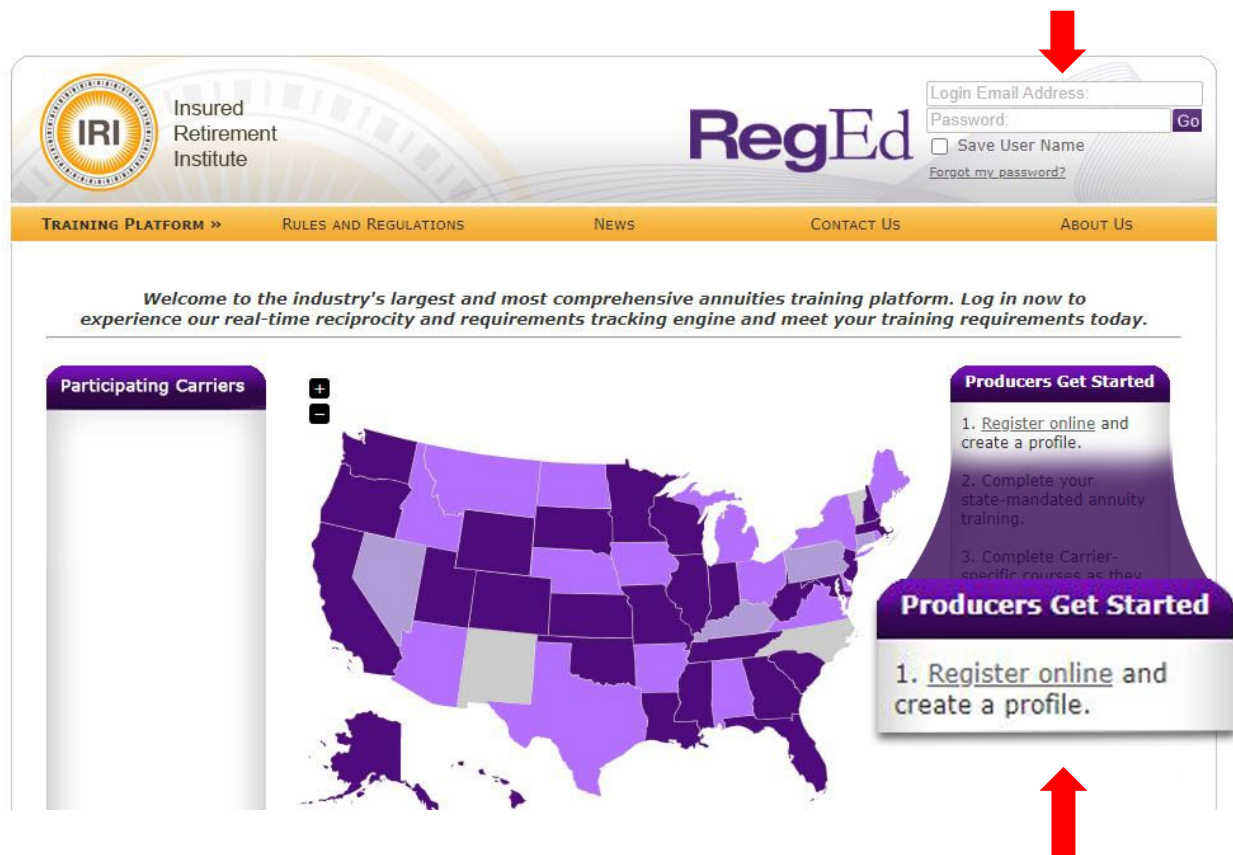 IRI
Insured
Retirement
Institute
RegEd
Login Email Address:
Password:
Go
Save User Name
Forgot my password?
TRAINING PLATFORM » RULES AND REGULATIONS NEWS CONTACT US ABOUT US
Welcome to the industry's largest and most comprehensive annuities training platform. Log in now to
experience our real-time reciprocity and requirements tracking engine and meet your training requirements today.
Participating Carriers
+
-
Producers Get Started
1. Register online and
create a profile.
2. Complete your
state-mandated annuity
training.
3. Complete Carrier-
specific courses as they
Producers Get Started
1. Register online and
create a profile.